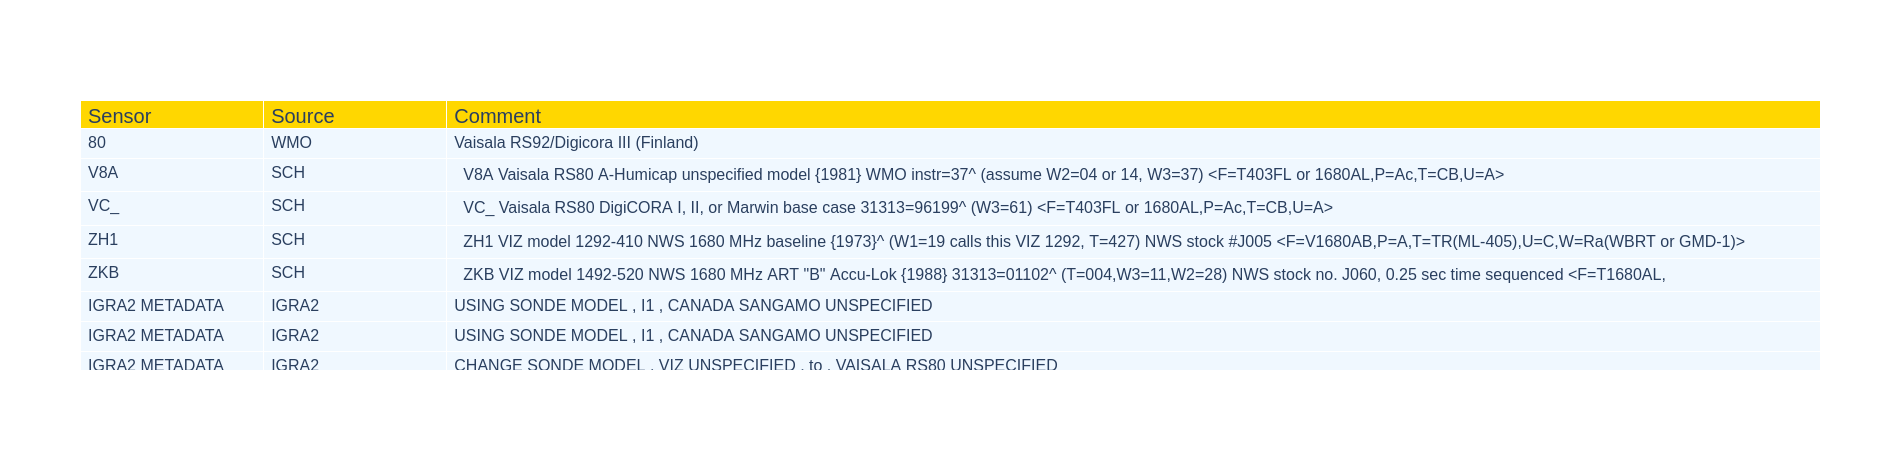 Sensor Source Comment
80 WMO Vaisala RS92/Digicora III (Finland)
V8A SCH V8A Vaisala RS80 A-Humicap unspecified model {1981} WMO instr=37^ (assume W2=04 or 14, W3=37) <F=T403FL or 1680AL,P=Ac,T=CB,U=A>
VC_ SCH VC_ Vaisala RS80 DigiCORA I, II, or Marwin base case 31313=96199^ (W3=61) <F=T403FL or 1680AL,P=Ac,T=CB,U=A>
ZH1 SCH ZH1 VIZ model 1292-410 NWS 1680 MHz baseline {1973}^ (W1=19 calls this VIZ 1292, T=427) NWS stock #J005 <F=V1680AB,P=A,T=TR(ML-405),U=C,W=Ra(WBRT or GMD-1)>
ZKB SCH ZKB VIZ model 1492-520 NWS 1680 MHz ART "B" Accu-Lok {1988} 31313=01102^ (T=004,W3=11,W2=28) NWS stock no. J060, 0.25 sec time sequenced <F=T1680AL,
IGRA2 METADATA IGRA2 USING SONDE MODEL , I1 , CANADA SANGAMO UNSPECIFIED
IGRA2 METADATA IGRA2 USING SONDE MODEL , I1 , CANADA SANGAMO UNSPECIFIED
IGRA2 METADATA IGRA2 CHANGE SONDE MODEL , VIZ UNSPECIFIED , to , VAISALA RS80 UNSPECIFIED